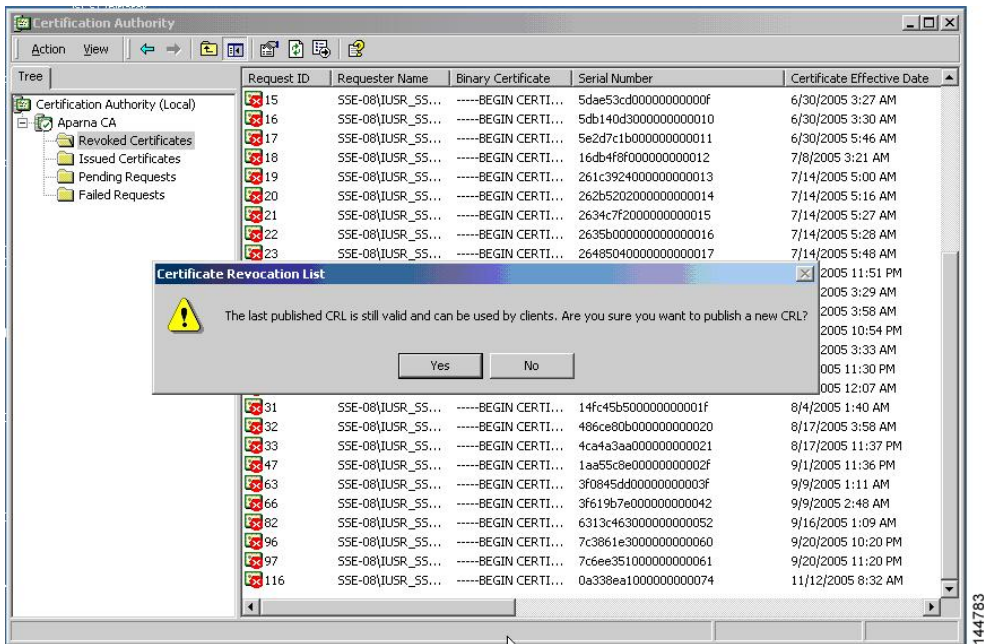 Certification Authority
Action View
Tree
Request ID Requester Name Binary Certificate Serial Number Certificate Effective Date
Certification Authority (Local)
Aparna CA
Revoked Certificates
Issued Certificates
Pending Requests
Failed Requests
15 SSE-08\IUSR_SS... -----BEGIN CERTI... 5dae53cd00000000000f 6/30/2005 3:27 AM
16 SSE-08\IUSR_SS... -----BEGIN CERTI... 5db140d3000000000010 6/30/2005 3:30 AM
17 SSE-08\IUSR_SS... -----BEGIN CERTI... 5e2d7c1b000000000011 6/30/2005 5:46 AM
18 SSE-08\IUSR_SS... -----BEGIN CERTI... 16db4f8f000000000012 7/8/2005 3:21 AM
19 SSE-08\IUSR_SS... -----BEGIN CERTI... 261c3924000000000013 7/14/2005 5:00 AM
20 SSE-08\IUSR_SS... -----BEGIN CERTI... 262b5202000000000014 7/14/2005 5:16 AM
21 SSE-08\IUSR_SS... -----BEGIN CERTI... 2634c7f2000000000015 7/14/2005 5:27 AM
22 SSE-08\IUSR_SS... -----BEGIN CERTI... 2635b000000000000016 7/14/2005 5:28 AM
23 SSE-08\IUSR_SS... -----BEGIN CERTI... 26485040000000000017 7/14/2005 5:48 AM
2005 11:51 PM
2005 3:29 AM
2005 3:58 AM
2005 10:54 PM
2005 3:33 AM
005 11:30 PM
005 12:07 AM
Certificate Revocation List
The last published CRL is still valid and can be used by clients. Are you sure you want to publish a new CRL?
Yes No
31 SSE-08\IUSR_SS... -----BEGIN CERTI... 14fc45b500000000001f 8/4/2005 1:40 AM
32 SSE-08\IUSR_SS... -----BEGIN CERTI... 486ce80b000000000020 8/17/2005 3:58 AM
33 SSE-08\IUSR_SS... -----BEGIN CERTI... 4ca4a3aa000000000021 8/17/2005 11:37 PM
47 SSE-08\IUSR_SS... -----BEGIN CERTI... 1aa55c8e00000000002f 9/1/2005 11:36 PM
63 SSE-08\IUSR_SS... -----BEGIN CERTI... 3f0845dd00000000003f 9/9/2005 1:11 AM
66 SSE-08\IUSR_SS... -----BEGIN CERTI... 3f619b7e000000000042 9/9/2005 2:48 AM
82 SSE-08\IUSR_SS... -----BEGIN CERTI... 6313c463000000000052 9/16/2005 1:09 AM
96 SSE-08\IUSR_SS... -----BEGIN CERTI... 7c3861e3000000000060 9/20/2005 10:20 PM
97 SSE-08\IUSR_SS... -----BEGIN CERTI... 7c6ee351000000000061 9/20/2005 11:20 PM
116 SSE-08\IUSR_SS... -----BEGIN CERTI... 0a338ea1000000000074 11/12/2005 8:32 AM
144783